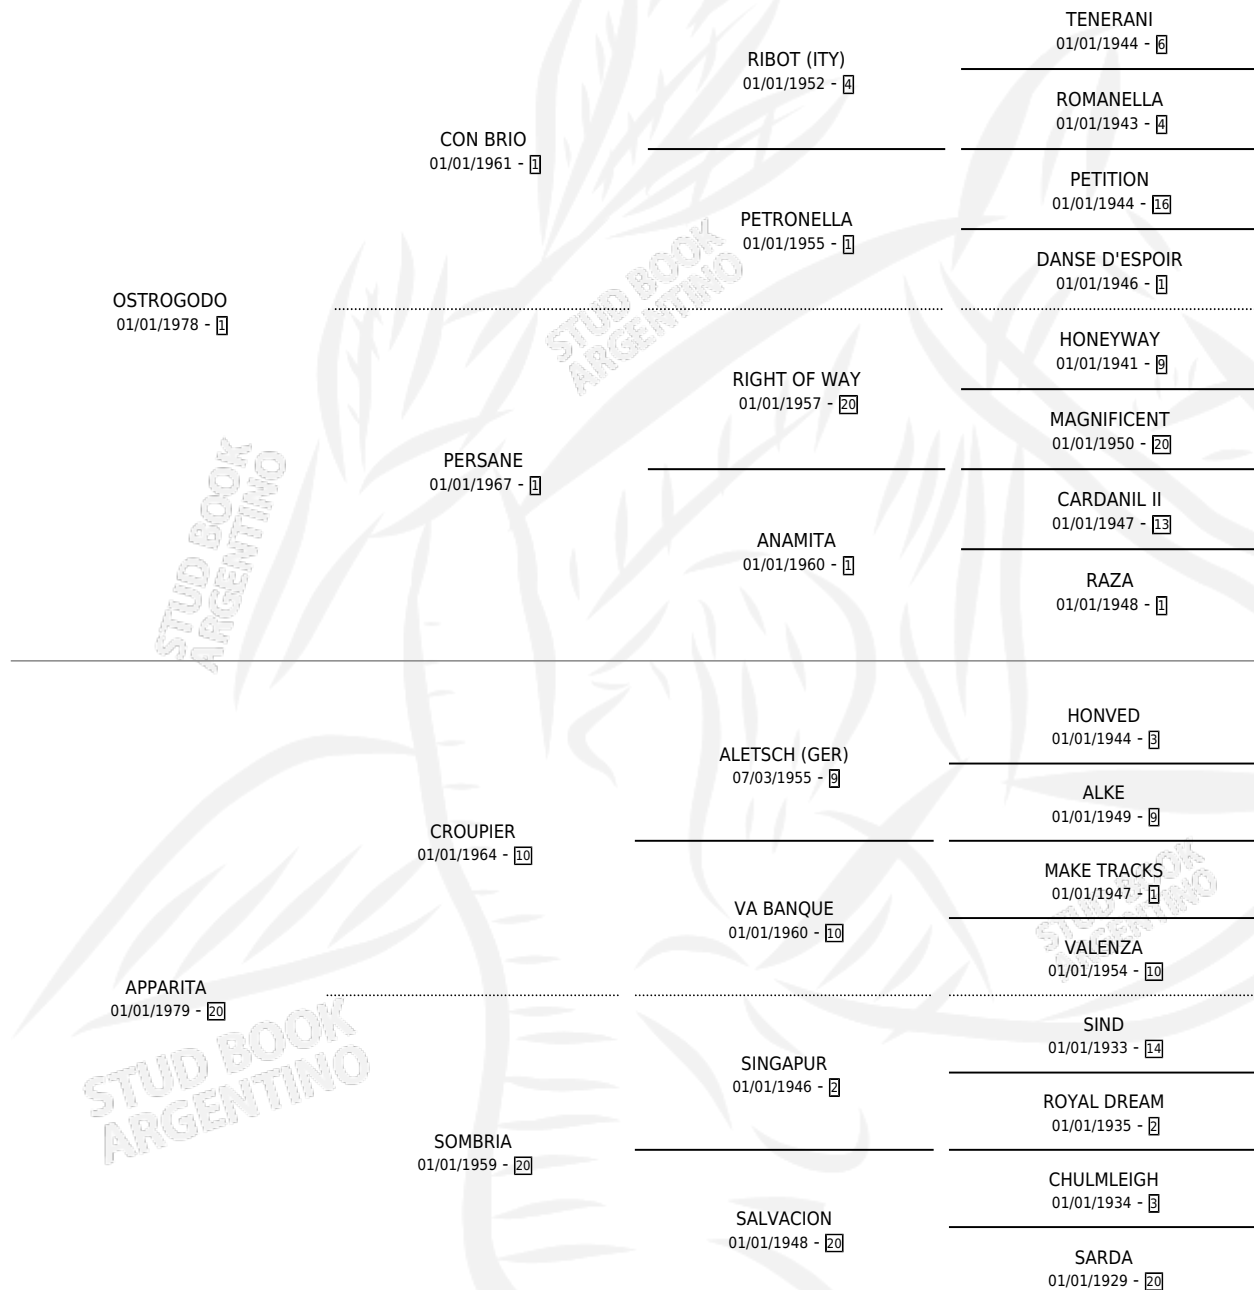 TENERANI
01/01/1944 - 6
RIBOT (ITY)
01/01/1952 - 4
ROMANELLA
01/01/1943 - 4
CON BRIO
01/01/1961 - 1
PETITION
01/01/1944 - 16
PETRONELLA
01/01/1955 - 1
DANSE D'ESPOIR
01/01/1946 - 1
OSTROGODO
01/01/1978 - 1
HONEYWAY
01/01/1941 - 9
RIGHT OF WAY
01/01/1957 - 20
MAGNIFICENT
01/01/1950 - 20
PERSANE
01/01/1967 - 1
CARDANIL II
01/01/1947 - 13
ANAMITA
01/01/1960 - 1
RAZA
01/01/1948 - 1
HONVED
01/01/1944 - 3
ALETSCH (GER)
07/03/1955 - 9
ALKE
01/01/1949 - 9
CROUPIER
01/01/1964 - 10
MAKE TRACKS
01/01/1947 - 1
VA BANQUE
01/01/1960 - 10
VALENZA
01/01/1954 - 10
APPARITA
01/01/1979 - 20
SIND
01/01/1933 - 14
SINGAPUR
01/01/1946 - 2
ROYAL DREAM
01/01/1935 - 2
SOMBRIA
01/01/1959 - 20
CHULMLEIGH
01/01/1934 - 3
SALVACION
01/01/1948 - 20
SARDA
01/01/1929 - 20
STUD BOOK
ARGENTINO
STUD BOOK
ARGENTINO
STUD BOOK
ARGENTINO
STUD BOOK
ARGENTINO